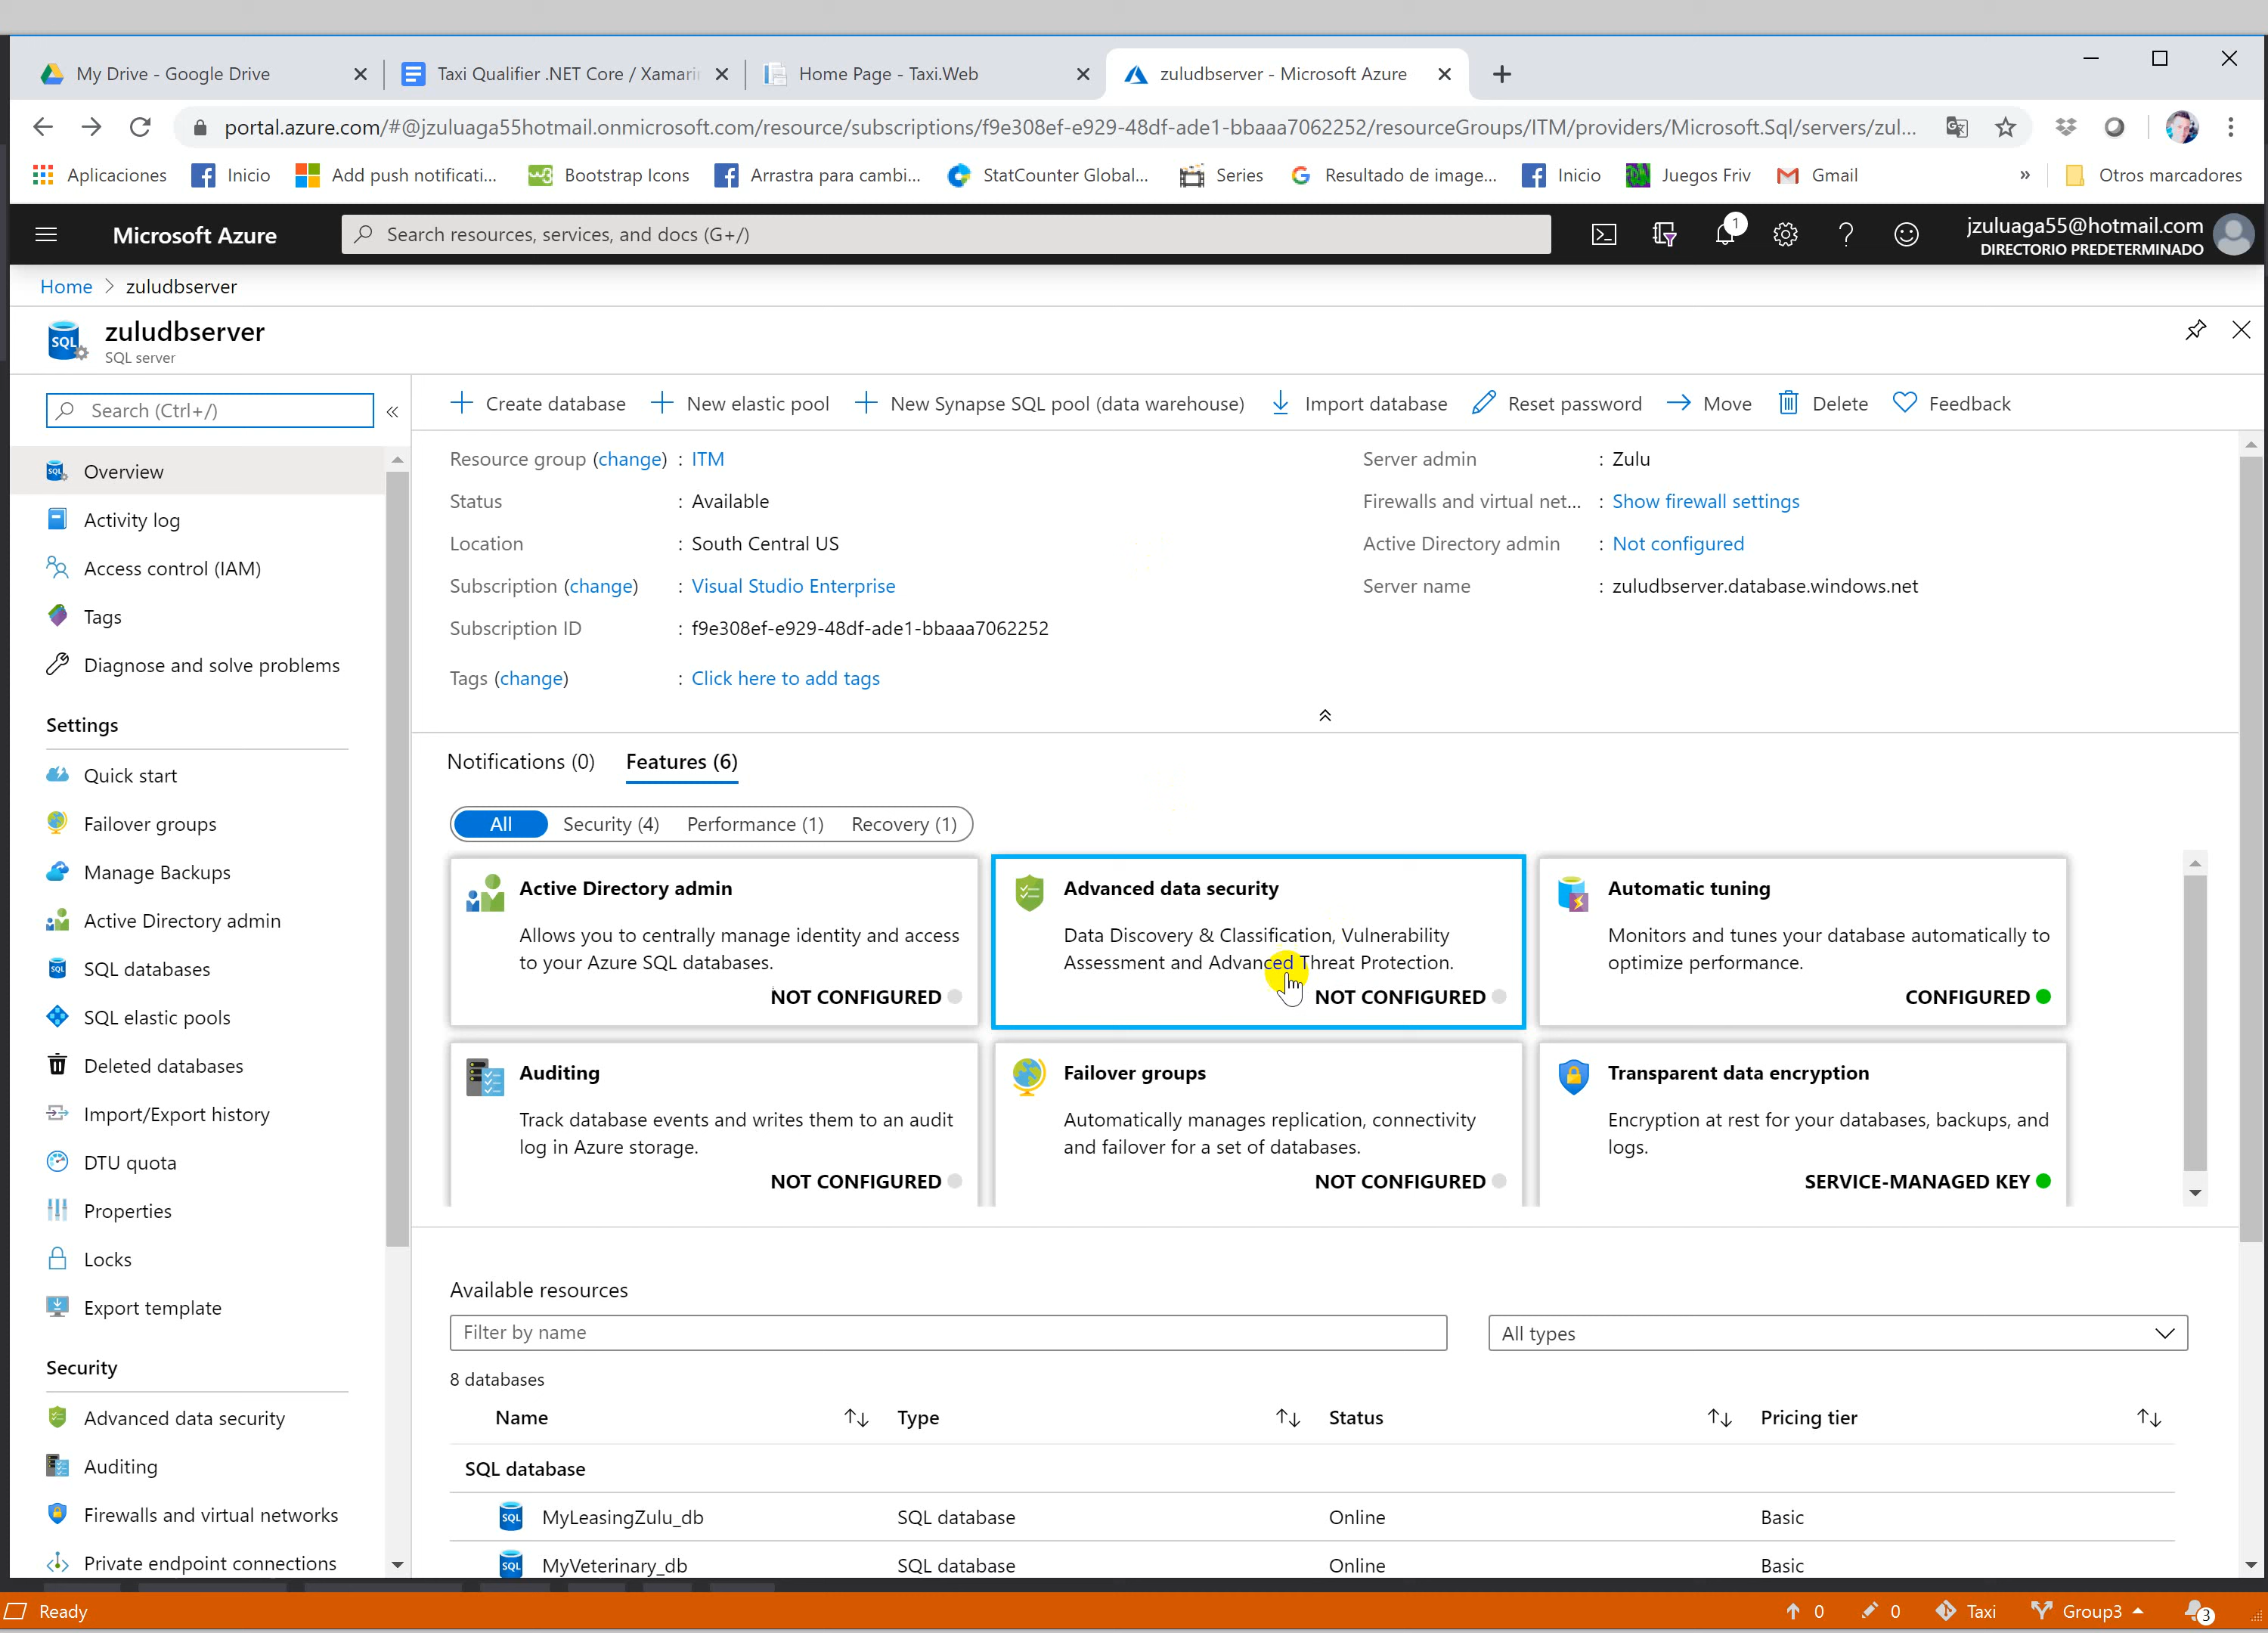 My Drive - Google Drive
Taxi Qualifier .NET Core / Xamarin
Home Page - Taxi.Web
zuludbserver - Microsoft Azure
portal.azure.com/#@jzuluaga55hotmail.onmicrosoft.com/resource/subscriptions/f9e308ef-e929-48df-ade1-bbaaa7062252/resourceGroups/ITM/providers/Microsoft.Sql/servers/zul...
Aplicaciones
Inicio
Add push notificati...
Bootstrap Icons
Arrastra para cambi...
StatCounter Global...
Series
Resultado de image...
Inicio
Juegos Friv
Gmail
»
Otros marcadores
Microsoft Azure
Search resources, services, and docs (G+/)
1
jzuluaga55@hotmail.com
DIRECTORIO PREDETERMINADO
Home > zuludbserver
SQL
zuludbserver
SQL server
Search (Ctrl+/)
«
Create database
New elastic pool
New Synapse SQL pool (data warehouse)
Import database
Reset password
Move
Delete
Feedback
Overview
Activity log
Access control (IAM)
Tags
Diagnose and solve problems
Settings
Quick start
Failover groups
Manage Backups
Active Directory admin
SQL databases
SQL elastic pools
Deleted databases
Import/Export history
DTU quota
Properties
Locks
Export template
Security
Advanced data security
Auditing
Firewalls and virtual networks
Private endpoint connections
Resource group (change) : ITM
Status : Available
Location : South Central US
Subscription (change) : Visual Studio Enterprise
Subscription ID : f9e308ef-e929-48df-ade1-bbaaa7062252
Tags (change) : Click here to add tags
Server admin : Zulu
Firewalls and virtual net... : Show firewall settings
Active Directory admin : Not configured
Server name : zuludbserver.database.windows.net
Notifications (0)
Features (6)
All
Security (4)
Performance (1)
Recovery (1)
Active Directory admin
Allows you to centrally manage identity and access
to your Azure SQL databases.
NOT CONFIGURED
Advanced data security
Data Discovery & Classification, Vulnerability
Assessment and Advanced Threat Protection.
NOT CONFIGURED
Automatic tuning
Monitors and tunes your database automatically to
optimize performance.
CONFIGURED
Auditing
Track database events and writes them to an audit
log in Azure storage.
NOT CONFIGURED
Failover groups
Automatically manages replication, connectivity
and failover for a set of databases.
NOT CONFIGURED
Transparent data encryption
Encryption at rest for your databases, backups, and
logs.
SERVICE-MANAGED KEY
Available resources
Filter by name
All types
8 databases
Name
Type
Status
Pricing tier
SQL database
SQL MyLeasingZulu_db SQL database Online Basic
SQL MyVeterinary_db SQL database Online Basic
Ready
0
0
Taxi
Group3
3